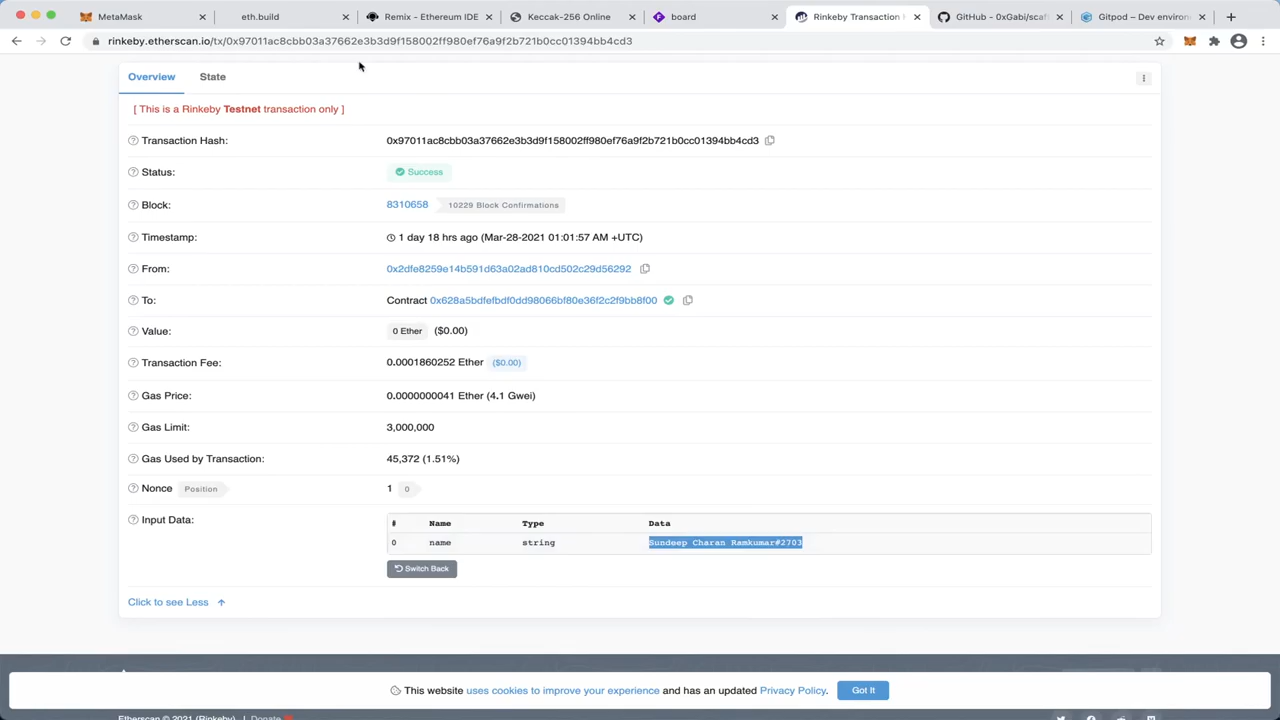 MetaMask
eth.build
Remix - Ethereum IDE
Keccak-256 Online
board
Rinkeby Transaction
GitHub - 0xGabi/scaf
Gitpod – Dev environ
rinkeby.etherscan.io/tx/0x97011ac8cbb03a37662e3b3d9f158002ff980ef76a9f2b721b0cc01394bb4cd3
Overview
State
[ This is a Rinkeby Testnet transaction only ]
Transaction Hash:
0x97011ac8cbb03a37662e3b3d9f158002ff980ef76a9f2b721b0cc01394bb4cd3
Status:
Success
Block:
8310658
10229 Block Confirmations
Timestamp:
1 day 18 hrs ago (Mar-28-2021 01:01:57 AM +UTC)
From:
0x2dfe8259e14b591d63a02ad810cd502c29d56292
To:
Contract 0x628a5bdfefbdf0dd98066bf80e36f2c2f9bb8f00
Value:
0 Ether ($0.00)
Transaction Fee:
0.0001860252 Ether ($0.00)
Gas Price:
0.0000000041 Ether (4.1 Gwei)
Gas Limit:
3,000,000
Gas Used by Transaction:
45,372 (1.51%)
Nonce Position
1 0
Input Data:
# Name Type Data
0 name string Sundeep Charan Ramkumar#2703
Switch Back
Click to see Less
This website uses cookies to improve your experience and has an updated Privacy Policy.
Got It
Etherscan © 2021 (Rinkeby) | Donate